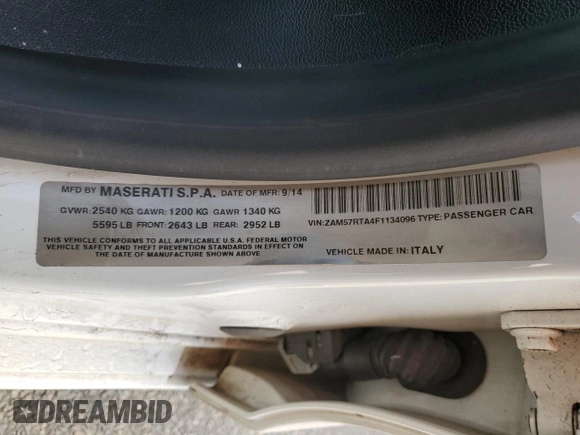 MFD BY MASERATI S.P.A. DATE OF MFR: 9/14
GVWR: 2540 KG GAWR: 1200 KG GAWR 1340 KG
5595 LB FRONT: 2643 LB REAR: 2952 LB
THIS VEHICLE CONFORMS TO ALL APPLICABLE U.S.A. FEDERAL MOTOR
VEHICLE SAFETY AND THEFT PREVENTION STANDARDS IN EFFECT ON
THE DATE OF MANUFACTURE SHOWN ABOVE
VIN: ZAM57RTA4F1134096 TYPE: PASSENGER CAR
VEHICLE MADE IN: ITALY
DREAMBID